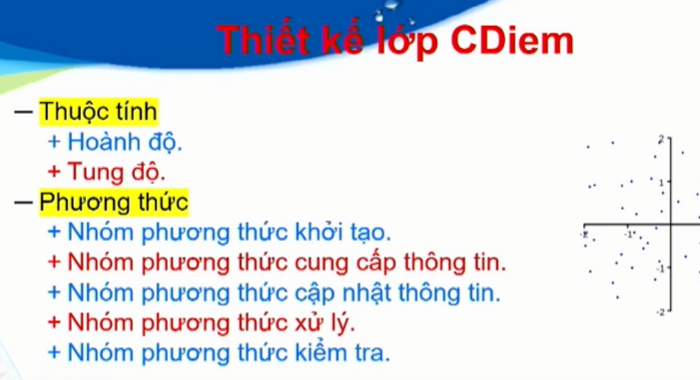 Thiết kế lớp CDiem
– Thuộc tính
+ Hoành độ.
+ Tung độ.
– Phương thức
+ Nhóm phương thức khởi tạo.
+ Nhóm phương thức cung cấp thông tin.
+ Nhóm phương thức cập nhật thông tin.
+ Nhóm phương thức xử lý.
+ Nhóm phương thức kiểm tra.
2
1
-2 -1
-1
-2